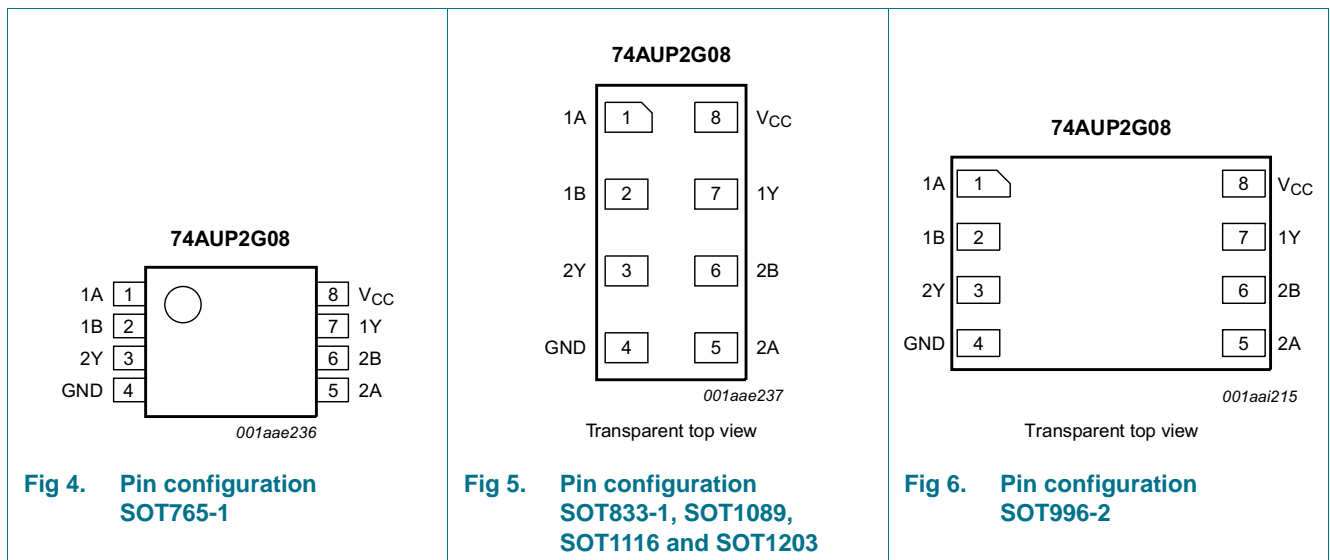 74AUP2G08
1A 1 8 VCC
1B 2 7 1Y
2Y 3 6 2B
GND 4 5 2A
001aae236
Fig 4. Pin configuration
SOT765-1
74AUP2G08
1A 1 8 VCC
1B 2 7 1Y
2Y 3 6 2B
GND 4 5 2A
001aae237
Transparent top view
Fig 5. Pin configuration
SOT833-1, SOT1089,
SOT1116 and SOT1203
74AUP2G08
1A 1 8 VCC
1B 2 7 1Y
2Y 3 6 2B
GND 4 5 2A
001aai215
Transparent top view
Fig 6. Pin configuration
SOT996-2